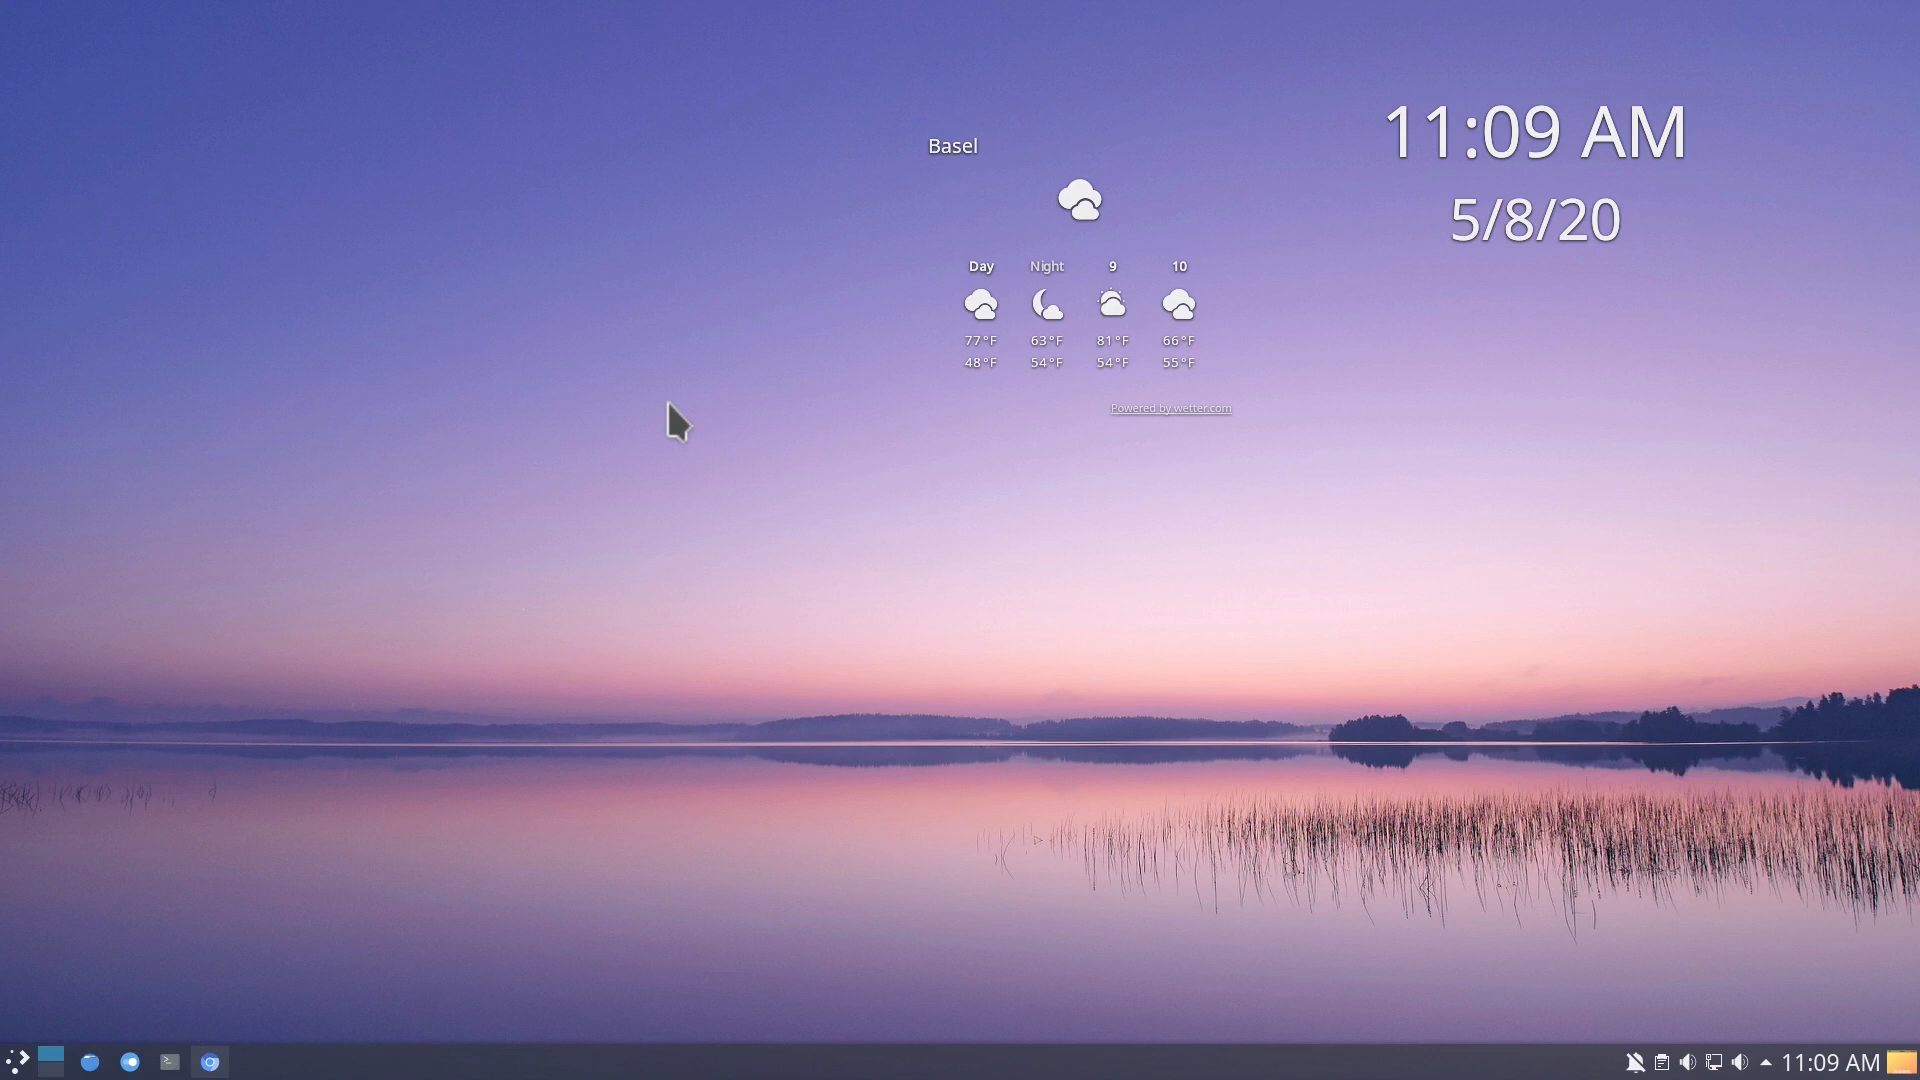 Basel
11:09 AM
5/8/20
Day Night 9 10
77°F 63°F 81°F 66°F
48°F 54°F 54°F 55°F
Powered by wetter.com
11:09 AM